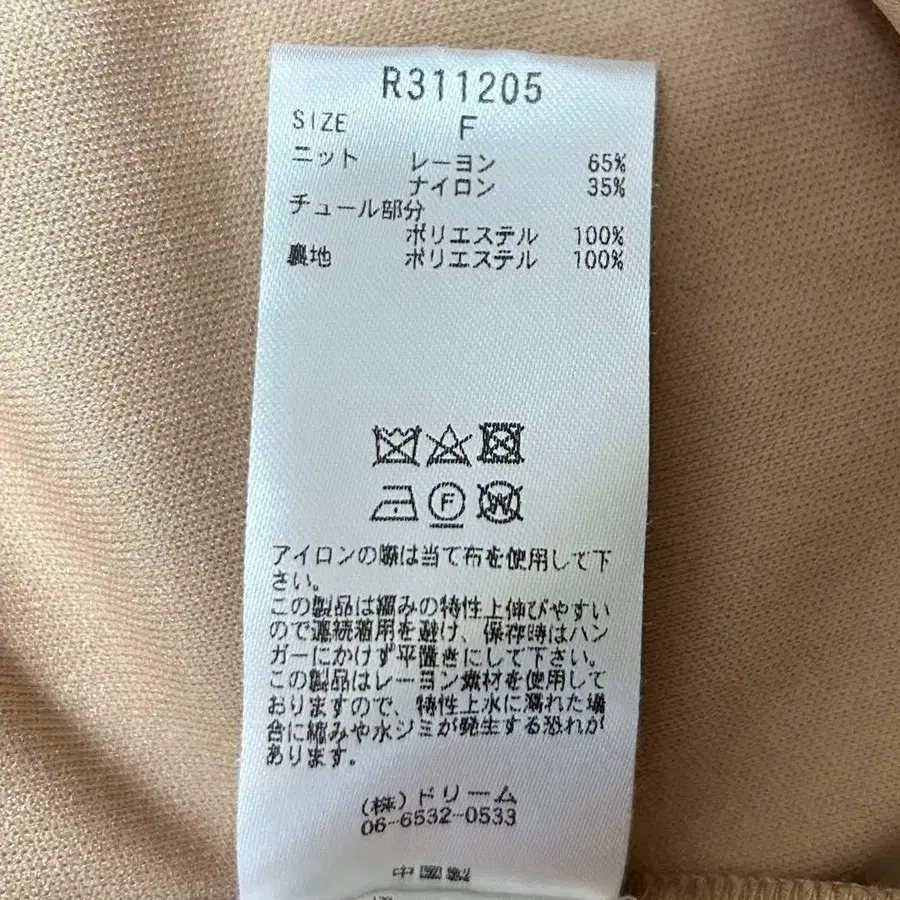 R311205
SIZE F
ニット レーヨン 65%
ナイロン 35%
チュール部分
ポリエステル 100%
裏地 ポリエステル 100%
F
W
アイロンの際は当て布を使用して下
さい。
この製品は編みの特性上伸びやすい
ので連続着用を避け、保存時はハン
ガーにかけず平置きにして下さい。
この製品はレーヨン素材を使用して
おりますので、特性上水に濡れた場
合に縮みや水ジミが発生する恐れが
あります。
(株)ドリーム
06-6532-0533
中国製